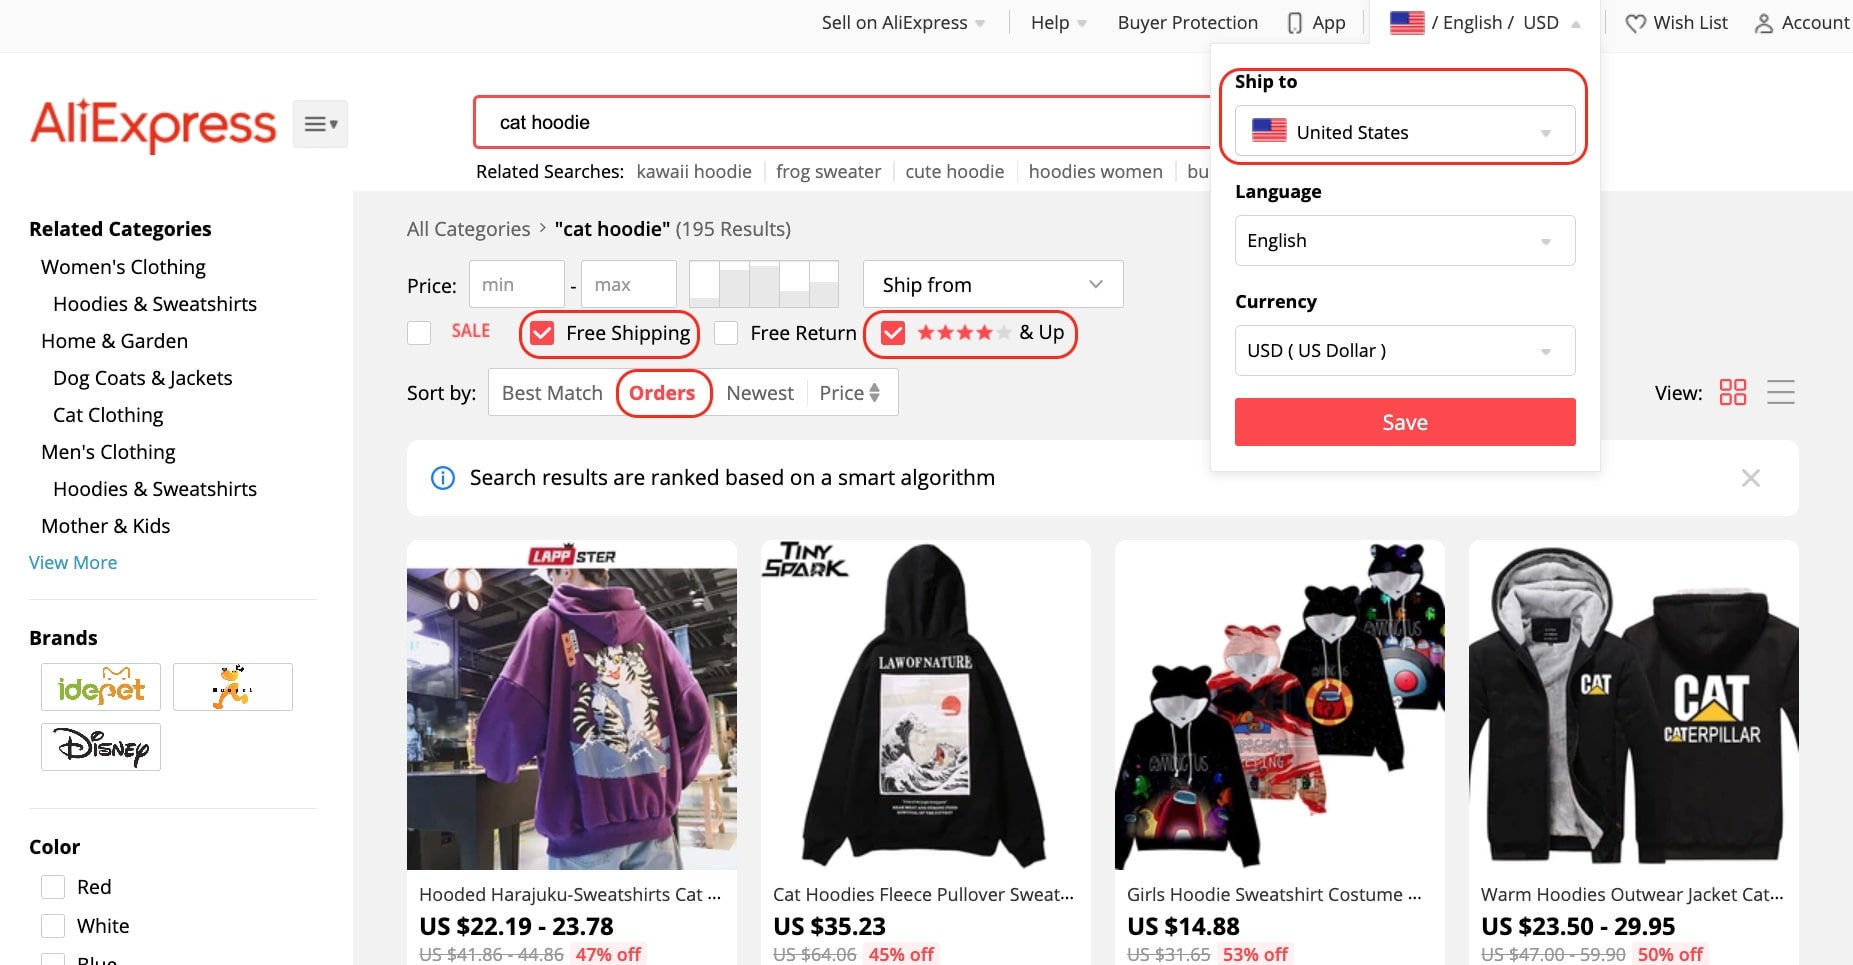 Sell on AliExpress
Help
Buyer Protection
App
/ English / USD
Wish List
Account
AliExpress
cat hoodie
Related Searches: kawaii hoodie frog sweater cute hoodie hoodies women bu
Ship to
United States
Language
English
Currency
USD ( US Dollar )
Save
Related Categories
Women's Clothing
Hoodies & Sweatshirts
Home & Garden
Dog Coats & Jackets
Cat Clothing
Men's Clothing
Hoodies & Sweatshirts
Mother & Kids
View More
Brands
idepet
Disney
Color
Red
White
Blue
All Categories > "cat hoodie" (195 Results)
Price: min - max Ship from
SALE Free Shipping Free Return & Up
Sort by: Best Match Orders Newest Price
View:
Search results are ranked based on a smart algorithm
LAPPSTER
Hooded Harajuku-Sweatshirts Cat ...
US $22.19 - 23.78
US $41.86 - 44.86 47% off
TINY
SPARK
LAW OF NATURE
Cat Hoodies Fleece Pullover Sweat...
US $35.23
US $64.06 45% off
Girls Hoodie Sweatshirt Costume ...
US $14.88
US $31.65 53% off
CAT
CAT
CATERPILLAR
Warm Hoodies Outwear Jacket Cat...
US $23.50 - 29.95
US $47.00 - 59.90 50% off